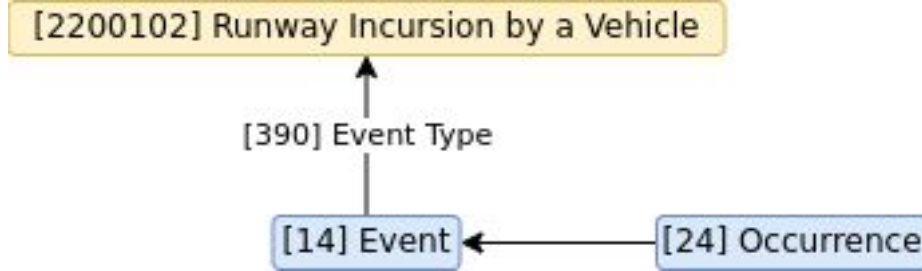 [2200102] Runway Incursion by a Vehicle
[390] Event Type
[14] Event
[24] Occurrence